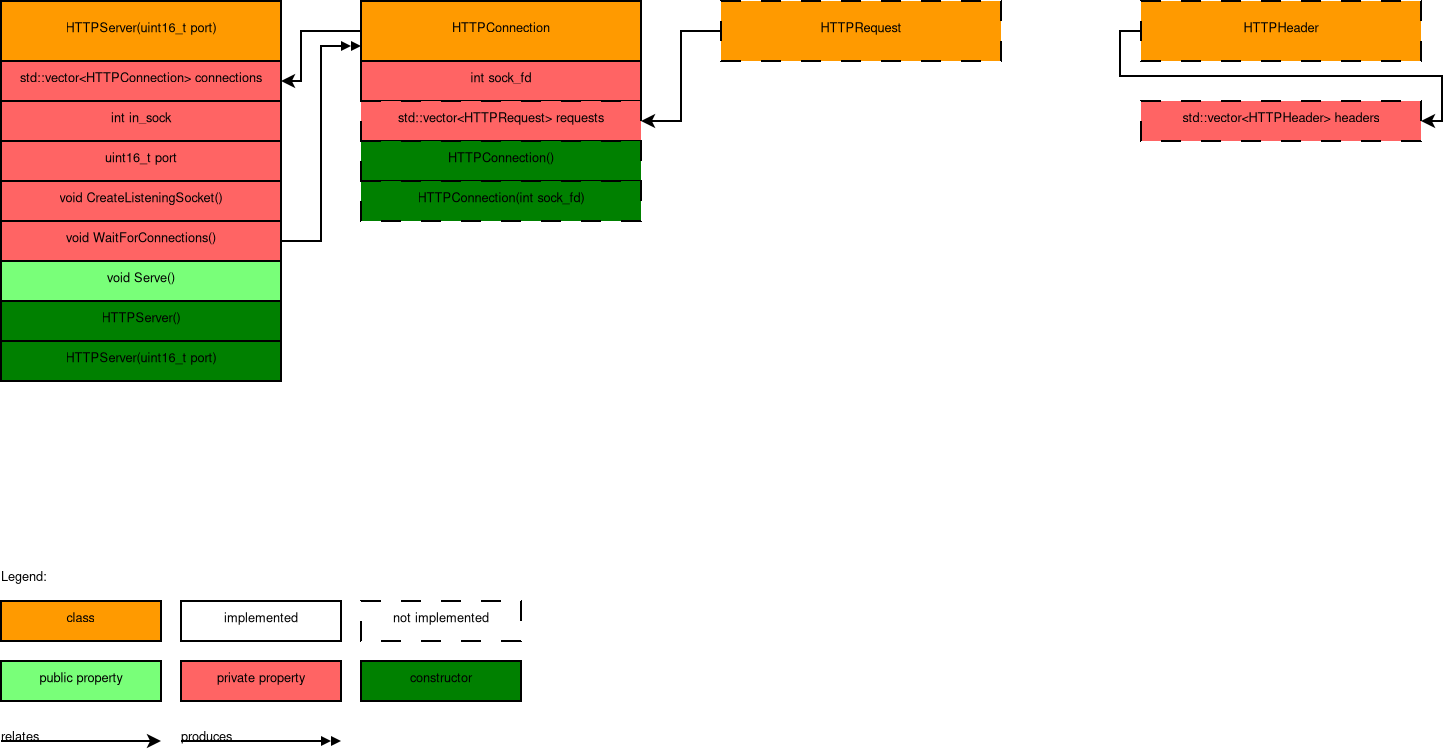 HTTPServer(uint16_t port)
std::vector<HTTPConnection> connections
int in_sock
uint16_t port
void CreateListeningSocket()
void WaitForConnections()
void Serve()
HTTPServer()
HTTPServer(uint16_t port)
HTTPConnection
int sock_fd
std::vector<HTTPRequest> requests
HTTPConnection()
HTTPConnection(int sock_fd)
HTTPRequest
HTTPHeader
std::vector<HTTPHeader> headers
Legend:
class
implemented
not implemented
public property
private property
constructor
relates
produces